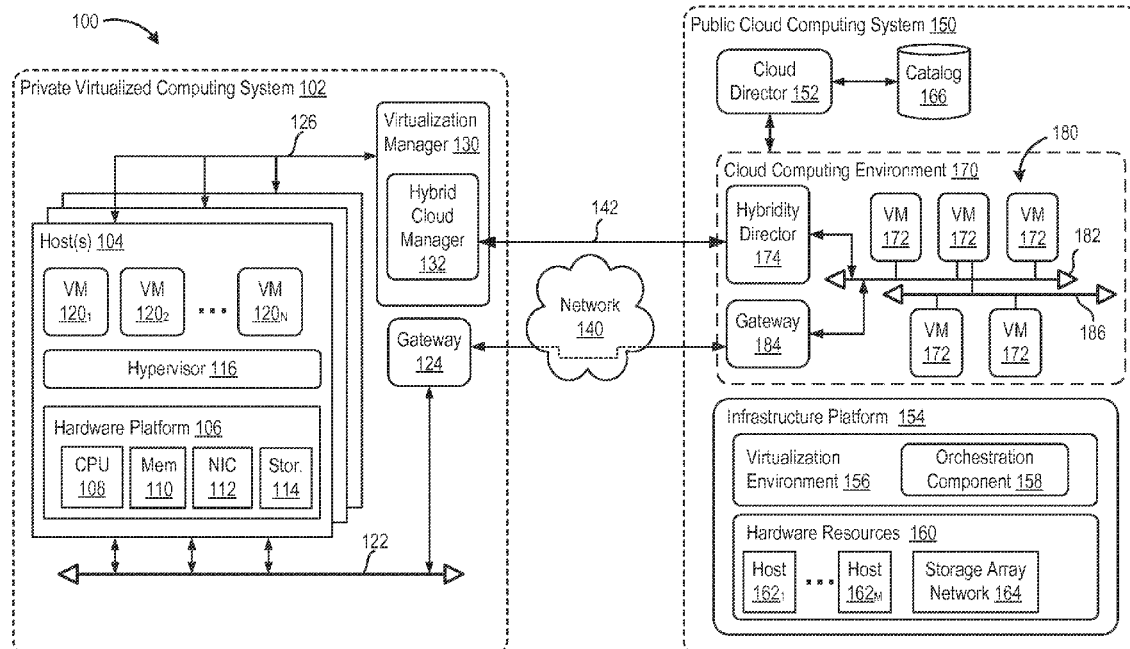 100
Private Virtualized Computing System 102
126
Virtualization
Manager 130
Hybrid
Cloud
Manager
132
Host(s) 104
VM
120₁
VM
120₂
VM
120N
Hypervisor 116
Hardware Platform 106
CPU
108
Mem
110
NIC
112
Stor.
114
122
Gateway
124
142
Network
140
Public Cloud Computing System 150
Cloud
Director 152
Catalog
166
180
Cloud Computing Environment 170
Hybridity
Director
174
VM
172
VM
172
VM
172
182
Gateway
184
VM
172
VM
172
186
Infrastructure Platform 154
Virtualization
Environment 156
Orchestration
Component 158
Hardware Resources 160
Host
162₁
Host
162M
Storage Array
Network 164